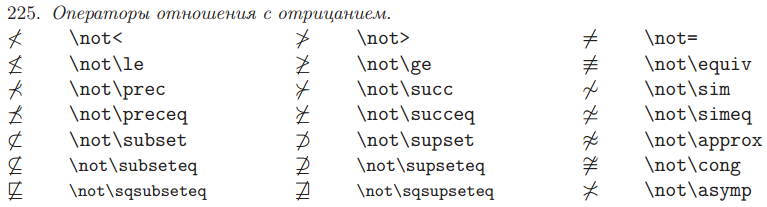 225. Операторы отношения с отрицанием.
≮ \not< ≯ \not> ≠ \not=
≰ \not\le ≱ \not\ge ≢ \not\equiv
⊀ \not\prec ⊁ \not\succ ≁ \not\sim
⪯̸ \not\preceq ⪰̸ \not\succeq ≄ \not\simeq
⊄ \not\subset ⊅ \not\supset ≉ \not\approx
⊈ \not\subseteq ⊉ \not\supseteq ≇ \not\cong
⋢ \not\sqsubseteq ⋣ \not\sqsupseteq ≭ \not\asymp